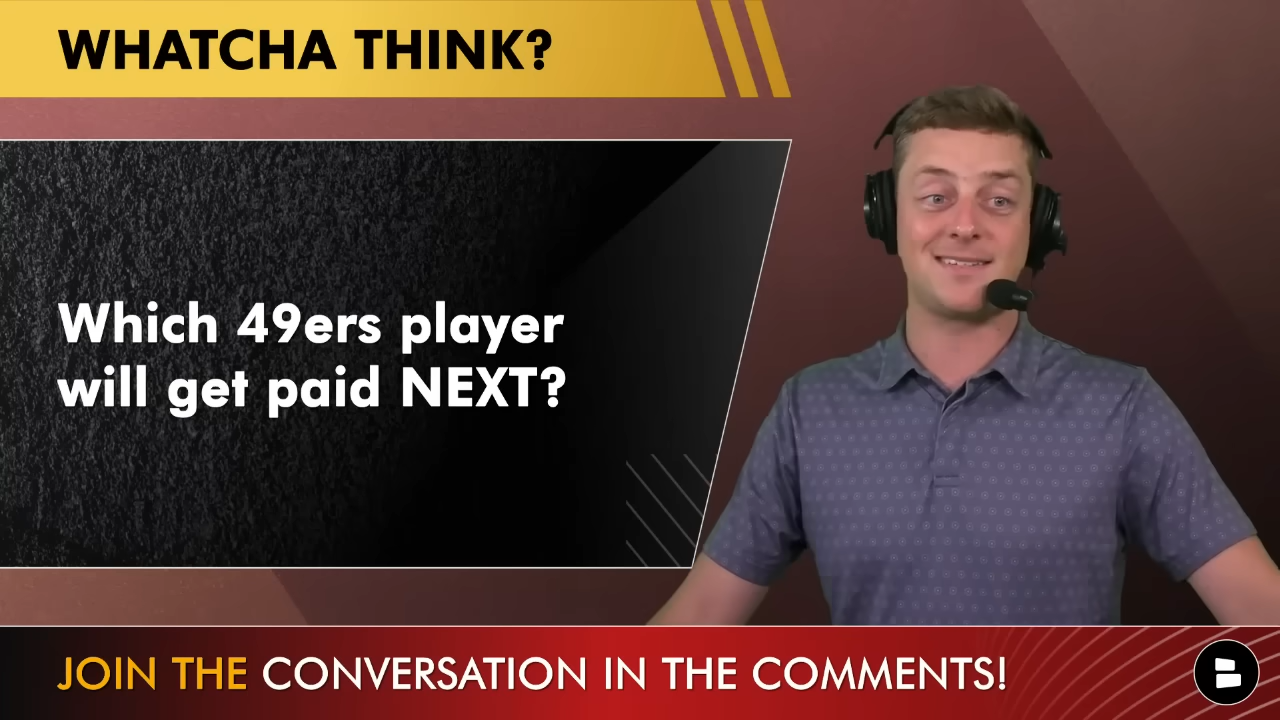 WHATCHA THINK?
Which 49ers player
will get paid NEXT?
JOIN THE CONVERSATION IN THE COMMENTS!